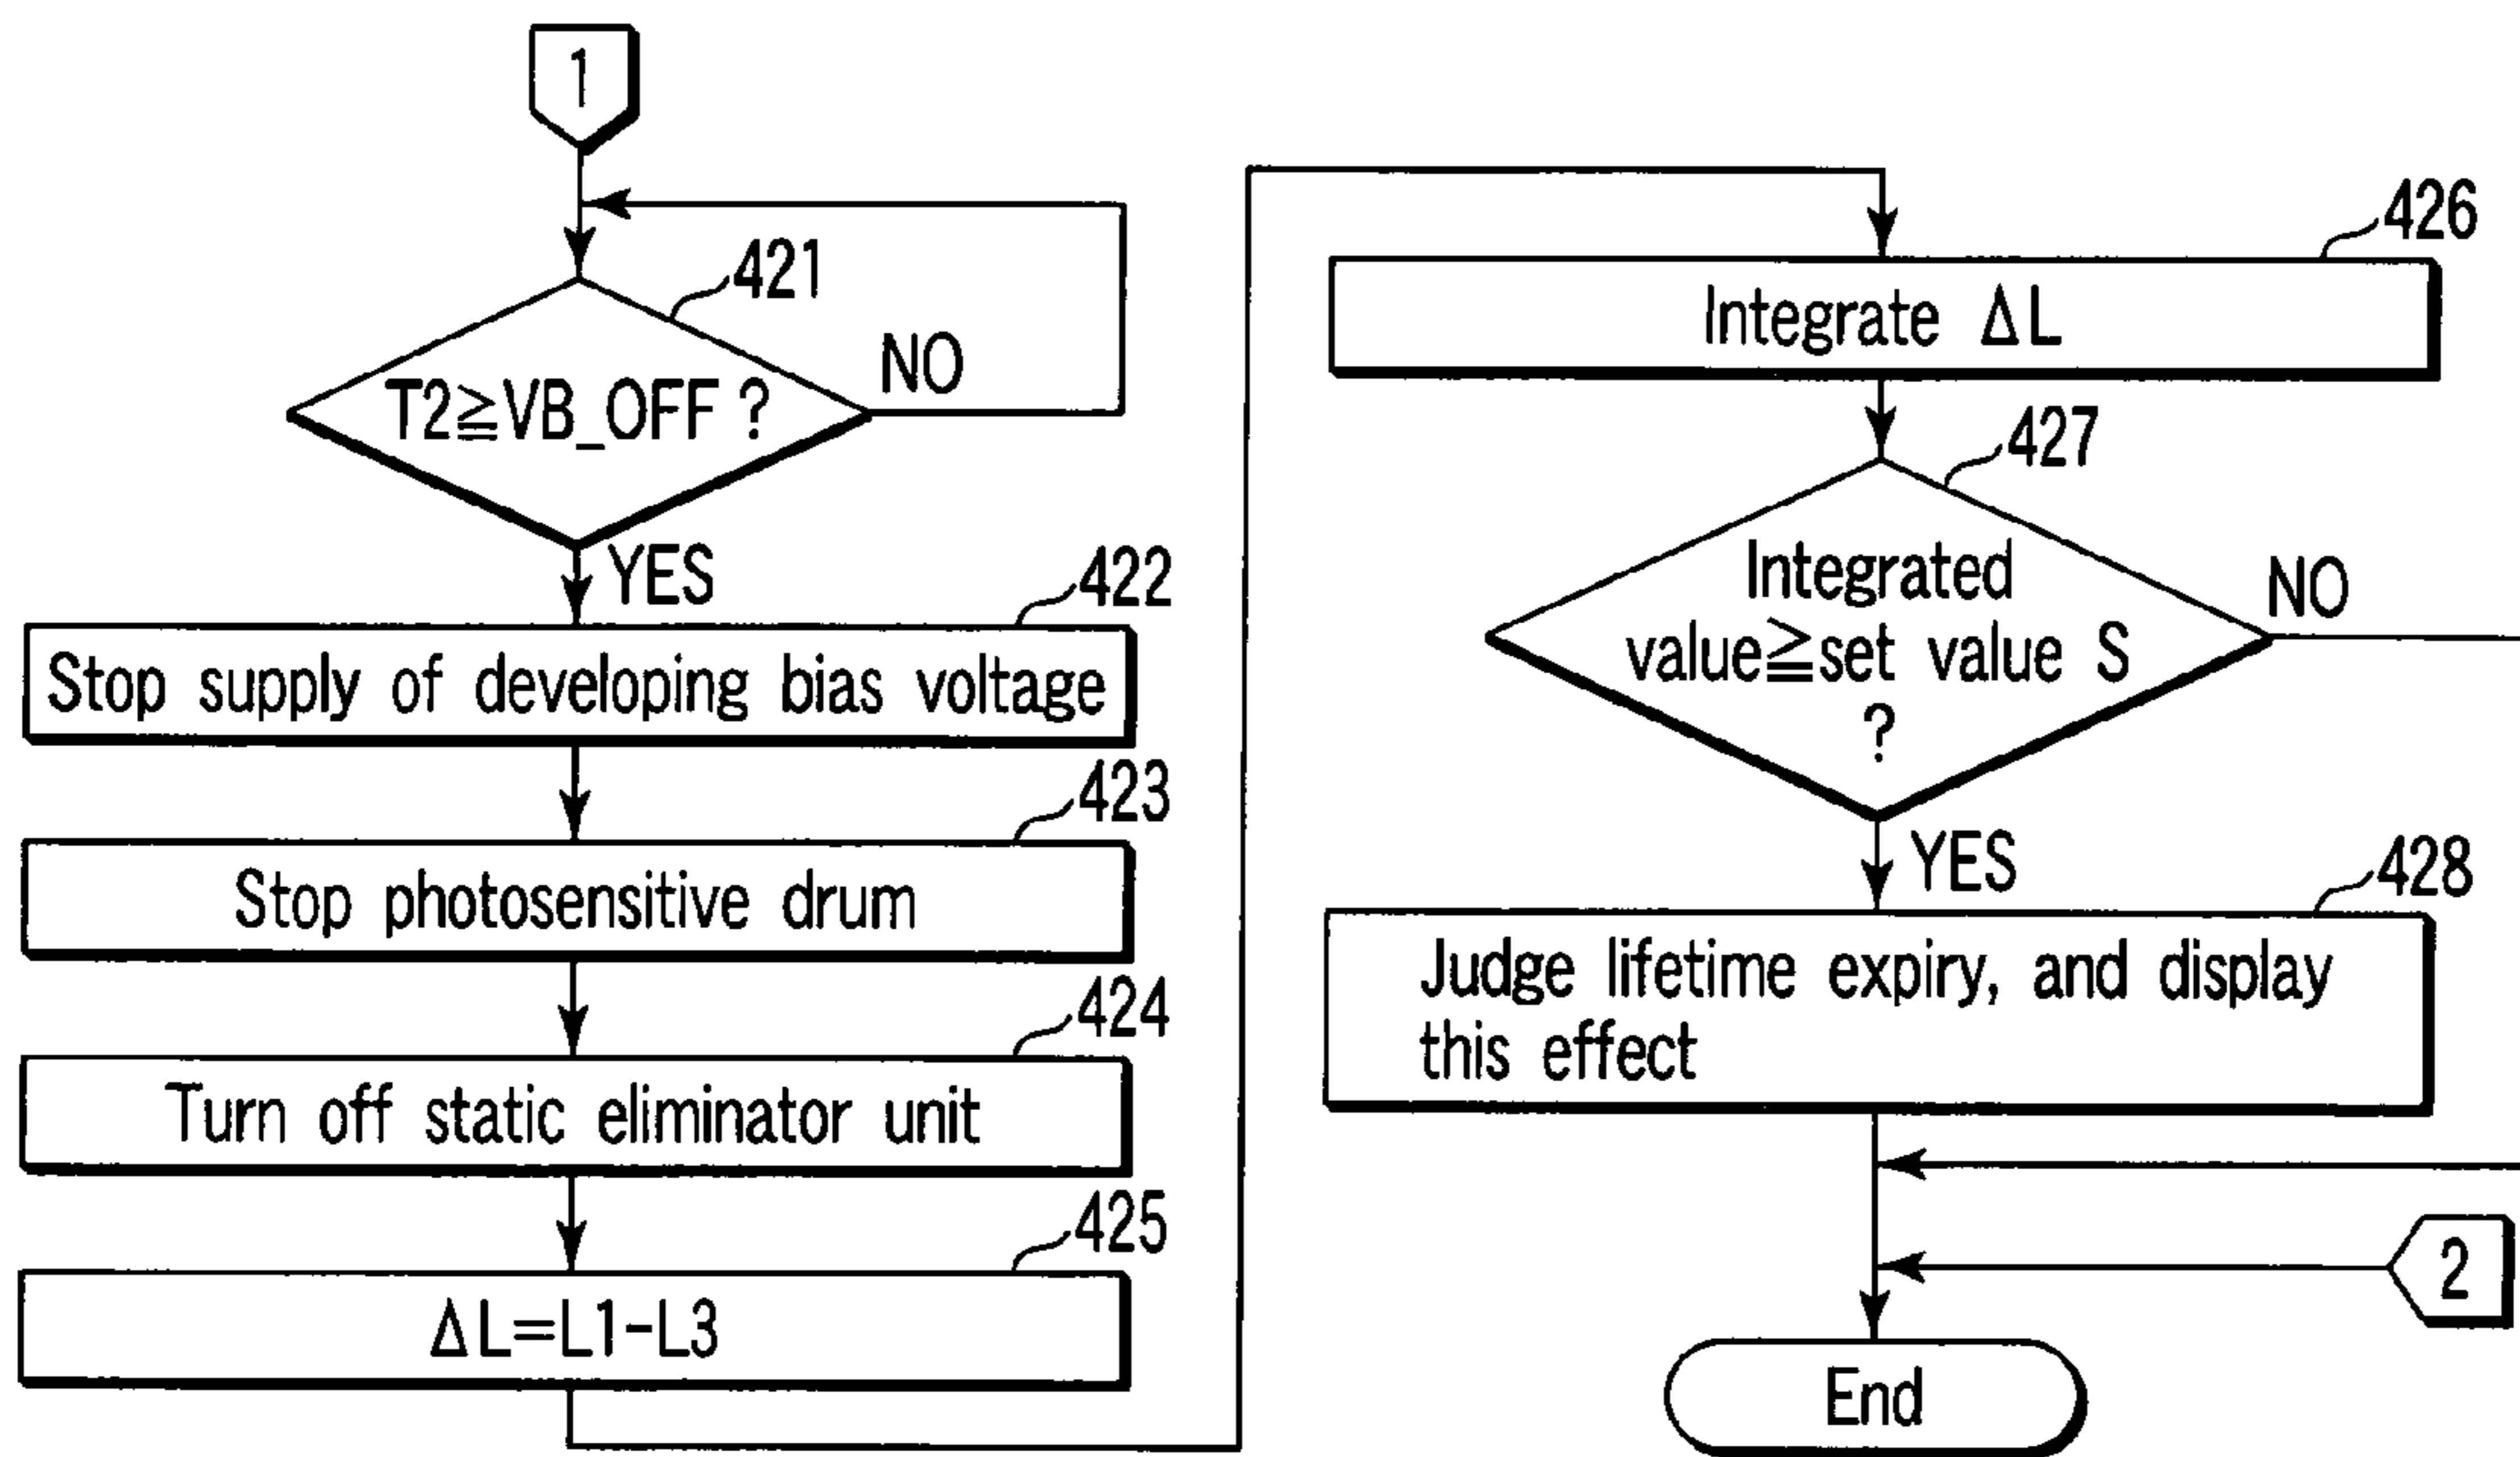 1
421
T2≧VB_OFF ?
NO
YES
422
Stop supply of developing bias voltage
423
Stop photosensitive drum
424
Turn off static eliminator unit
425
ΔL=L1-L3
426
Integrate ΔL
427
Integrated
value≧set value S
?
NO
YES
428
Judge lifetime expiry, and display
this effect
2
End